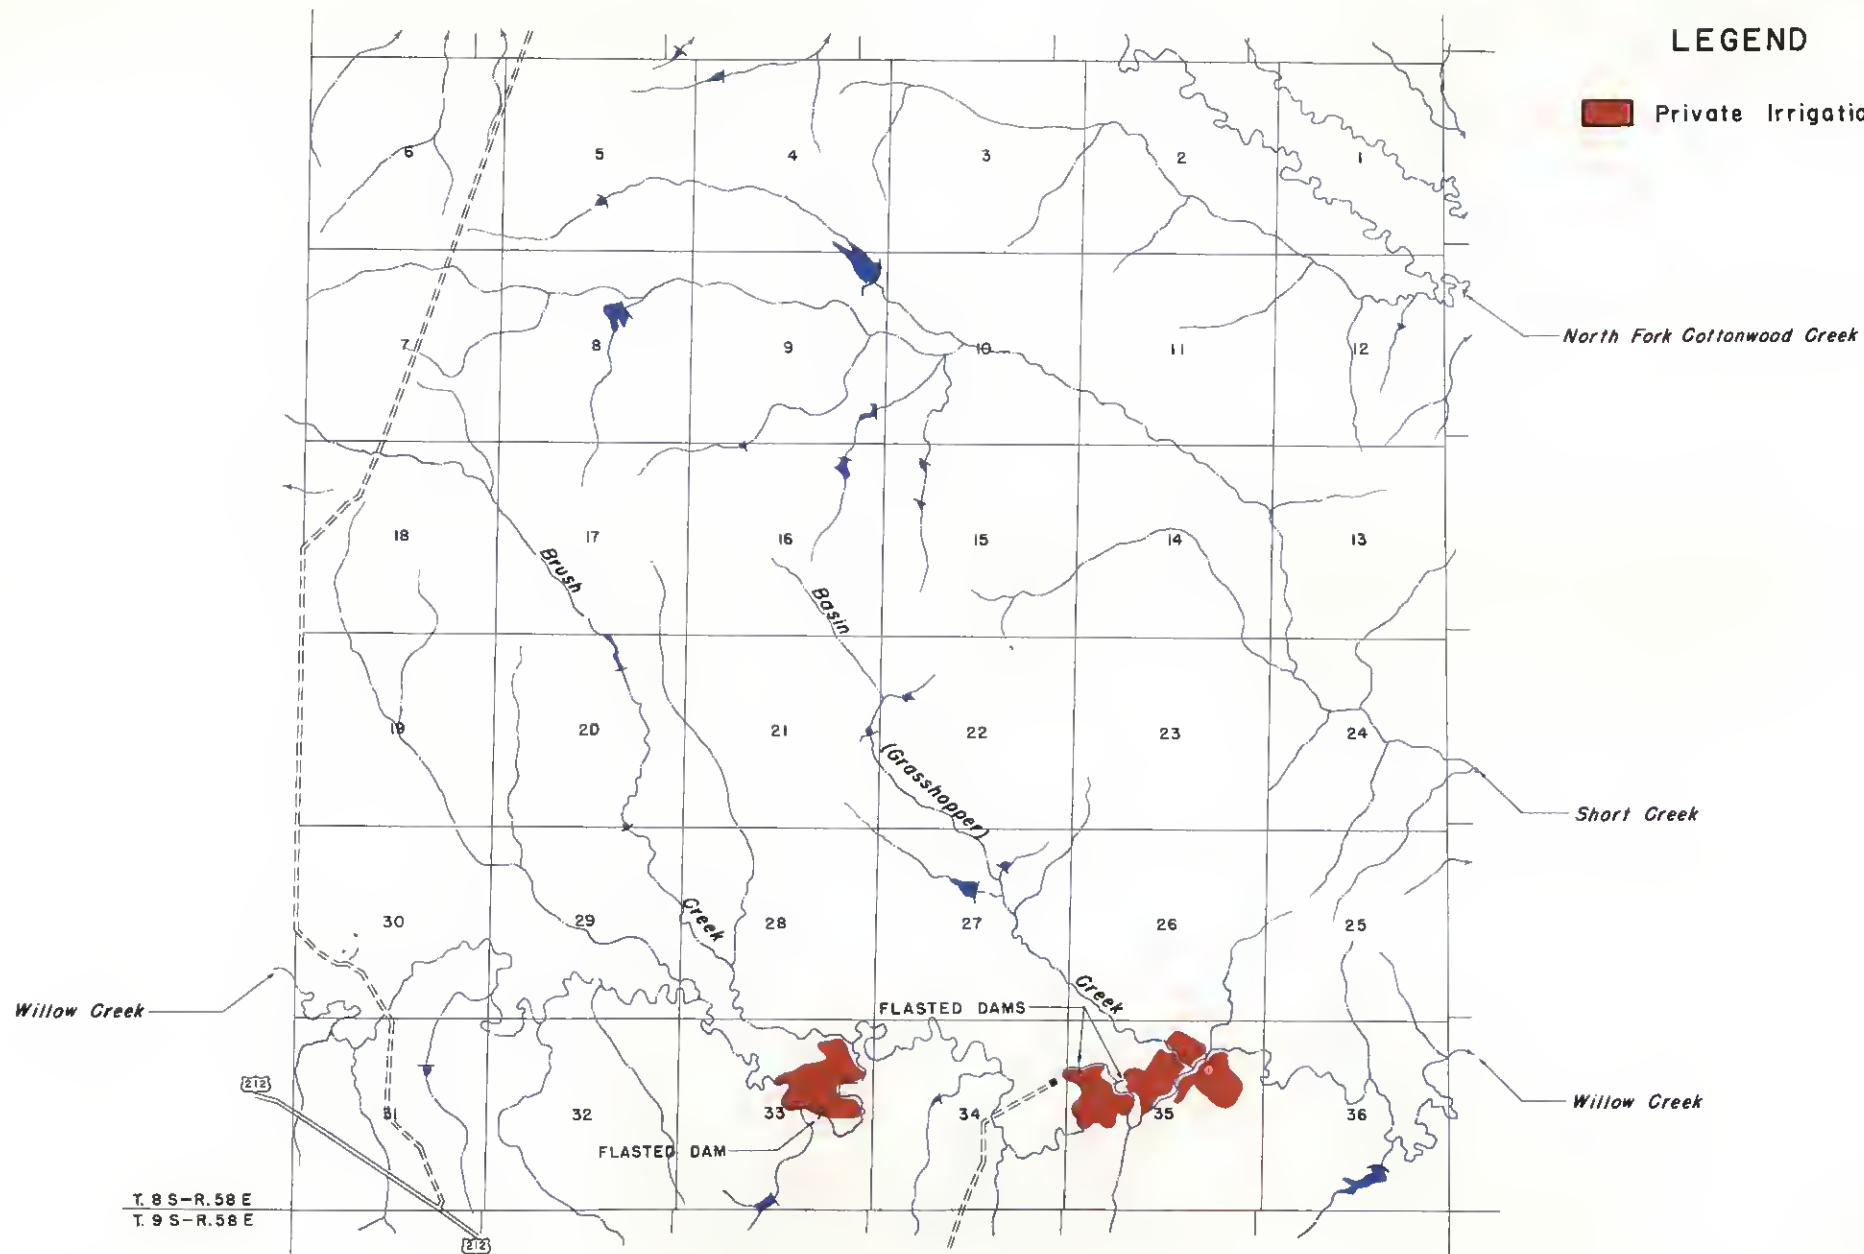 LEGEND
Private Irrigatio
6 5 4 3 2 1
North Fork Cottonwood Creek
7 8 9 10 11 12
18 17 16 15 14 13
Brush
Basin
19 20 21 22 23 24
(Grasshopper)
Short Creek
30 29 28 27 26 25
Creek
Creek
Willow Creek
FLASTED DAMS
212
31 32 33 34 35 36
Willow Creek
FLASTED DAM
T. 8 S-R. 58 E
T. 9 S-R. 58 E
212